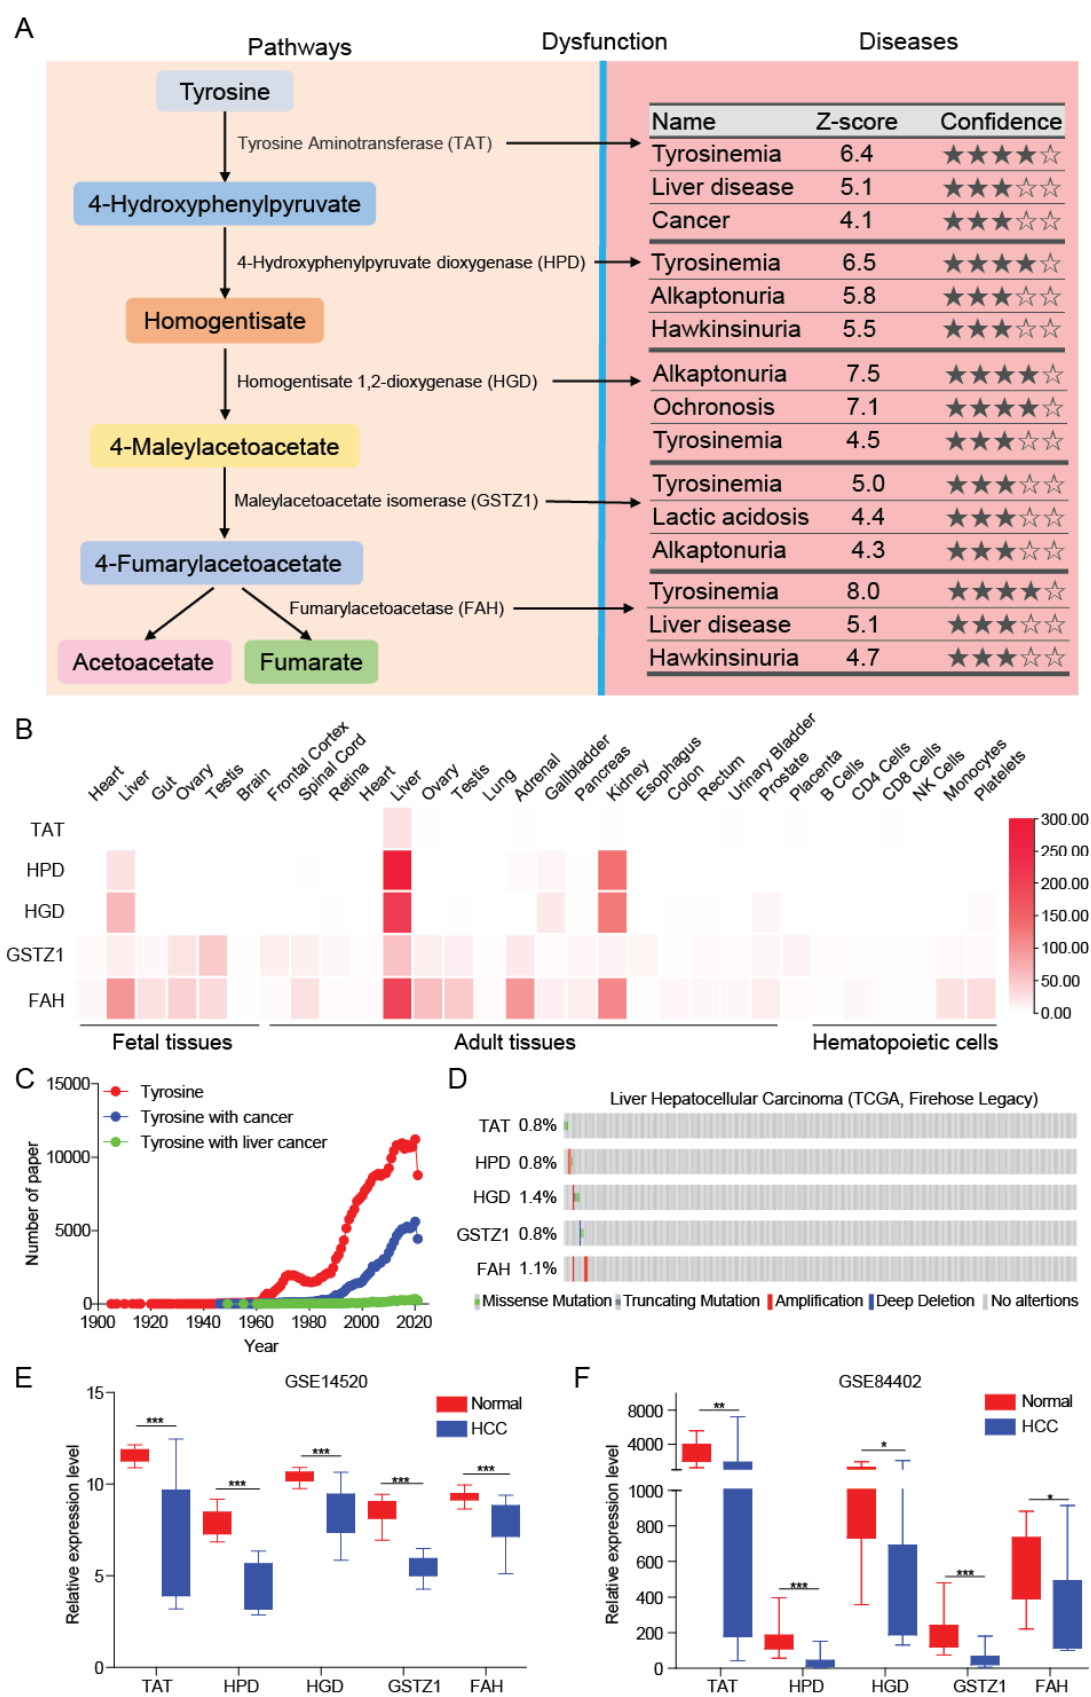 A
Pathways
Dysfunction
Diseases
Tyrosine
Tyrosine Aminotransferase (TAT)
4-Hydroxyphenylpyruvate
4-Hydroxyphenylpyruvate dioxygenase (HPD)
Homogentisate
Homogentisate 1,2-dioxygenase (HGD)
4-Maleylacetoacetate
Maleylacetoacetate isomerase (GSTZ1)
4-Fumarylacetoacetate
Fumarylacetoacetase (FAH)
Acetoacetate
Fumarate
Name Z-score Confidence
Tyrosinemia 6.4 ★★★★☆
Liver disease 5.1 ★★★☆☆
Cancer 4.1 ★★★☆☆
Tyrosinemia 6.5 ★★★★☆
Alkaptonuria 5.8 ★★★☆☆
Hawkinsinuria 5.5 ★★★☆☆
Alkaptonuria 7.5 ★★★★☆
Ochronosis 7.1 ★★★★☆
Tyrosinemia 4.5 ★★★☆☆
Tyrosinemia 5.0 ★★★☆☆
Lactic acidosis 4.4 ★★★☆☆
Alkaptonuria 4.3 ★★★☆☆
Tyrosinemia 8.0 ★★★★☆
Liver disease 5.1 ★★★☆☆
Hawkinsinuria 4.7 ★★★☆☆
B
Heart
Liver
Gut
Ovary
Testis
Brain
Frontal Cortex
Spinal Cord
Retina
Heart
Liver
Ovary
Testis
Lung
Adrenal
Gallbladder
Pancreas
Kidney
Esophagus
Colon
Rectum
Urinary Bladder
Prostate
Placenta
B Cells
CD4 Cells
CD8 Cells
NK Cells
Monocytes
Platelets
TAT
HPD
HGD
GSTZ1
FAH
300.00
250.00
200.00
150.00
100.00
50.00
0.00
Fetal tissues
Adult tissues
Hematopoietic cells
C
15000
10000
5000
0
Number of paper
Tyrosine
Tyrosine with cancer
Tyrosine with liver cancer
1900 1920 1940 1960 1980 2000 2020
Year
D
Liver Hepatocellular Carcinoma (TCGA, Firehose Legacy)
TAT 0.8%
HPD 0.8%
HGD 1.4%
GSTZ1 0.8%
FAH 1.1%
Missense Mutation Truncating Mutation Amplification Deep Deletion No altertions
E
GSE14520
Normal
HCC
Relative expression level
15
10
5
0
***
***
***
***
***
TAT HPD HGD GSTZ1 FAH
F
GSE84402
Normal
HCC
Relative expression level
8000
4000
1000
800
600
400
200
0
**
***
*
***
*
TAT HPD HGD GSTZ1 FAH